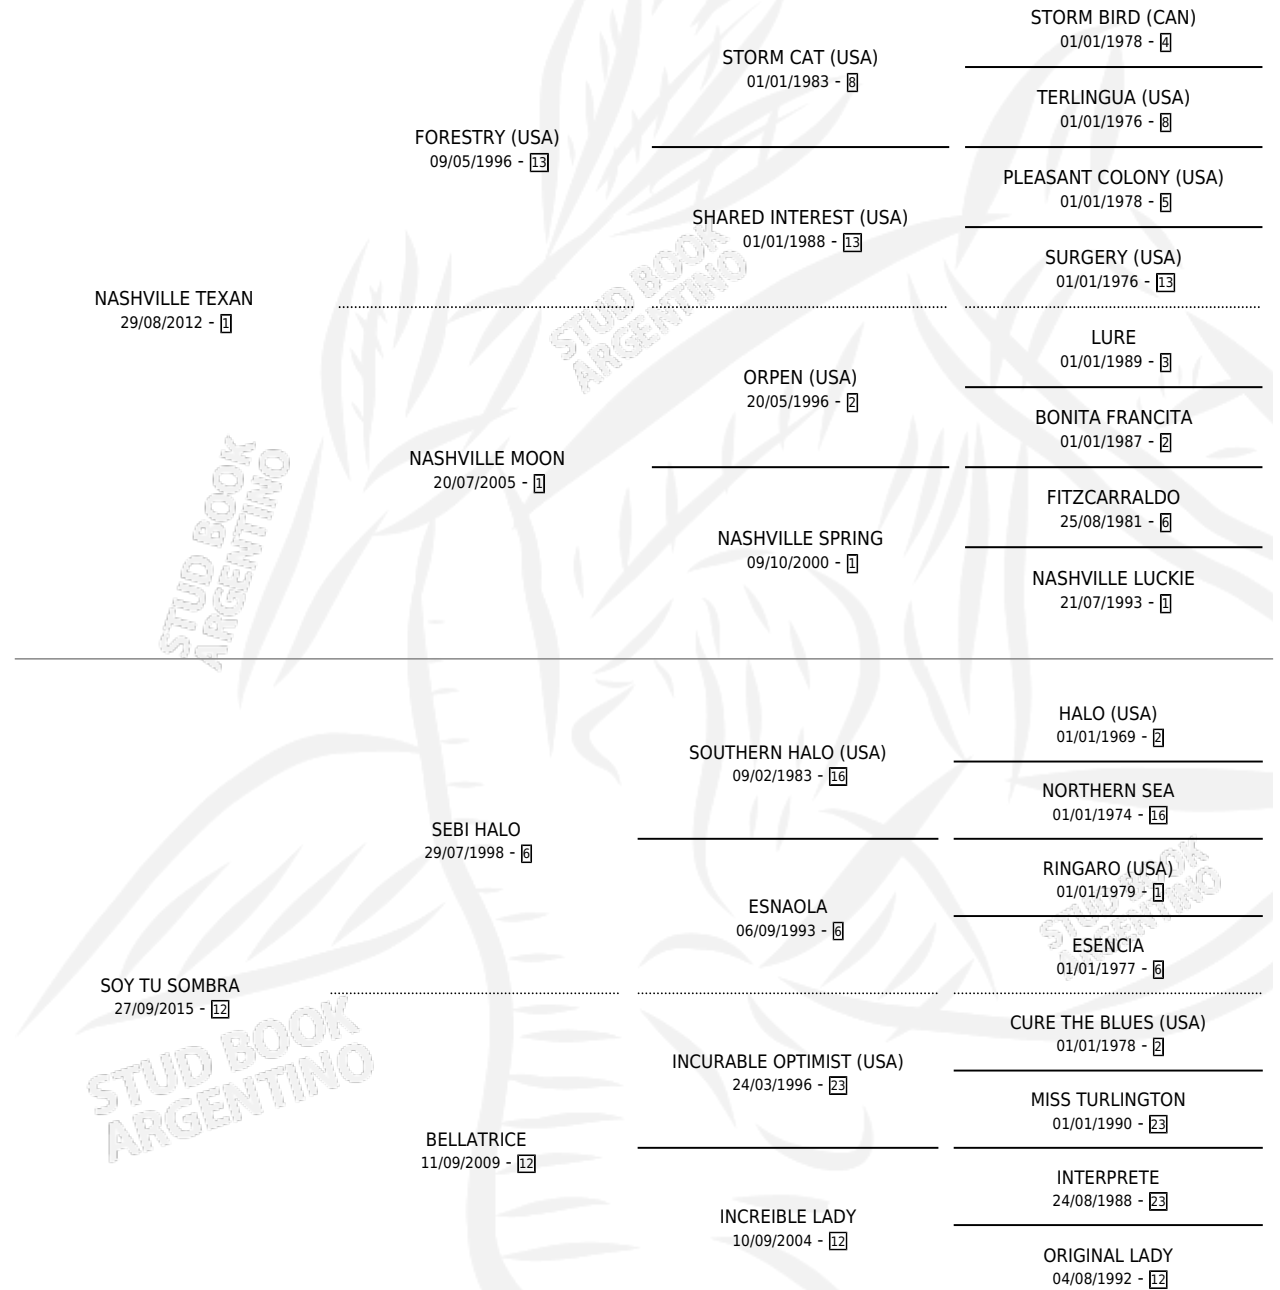 STORM BIRD (CAN)
01/01/1978 - 4
STORM CAT (USA)
01/01/1983 - 8
TERLINGUA (USA)
01/01/1976 - 8
FORESTRY (USA)
09/05/1996 - 13
PLEASANT COLONY (USA)
01/01/1978 - 5
SHARED INTEREST (USA)
01/01/1988 - 13
SURGERY (USA)
01/01/1976 - 13
NASHVILLE TEXAN
29/08/2012 - 1
LURE
01/01/1989 - 3
ORPEN (USA)
20/05/1996 - 2
BONITA FRANCITA
01/01/1987 - 2
NASHVILLE MOON
20/07/2005 - 1
FITZCARRALDO
25/08/1981 - 6
NASHVILLE SPRING
09/10/2000 - 1
NASHVILLE LUCKIE
21/07/1993 - 1
HALO (USA)
01/01/1969 - 2
SOUTHERN HALO (USA)
09/02/1983 - 16
NORTHERN SEA
01/01/1974 - 16
SEBI HALO
29/07/1998 - 6
RINGARO (USA)
01/01/1979 - 1
ESNAOLA
06/09/1993 - 6
ESENCIA
01/01/1977 - 6
SOY TU SOMBRA
27/09/2015 - 12
CURE THE BLUES (USA)
01/01/1978 - 2
INCURABLE OPTIMIST (USA)
24/03/1996 - 23
MISS TURLINGTON
01/01/1990 - 23
BELLATRICE
11/09/2009 - 12
INTERPRETE
24/08/1988 - 23
INCREIBLE LADY
10/09/2004 - 12
ORIGINAL LADY
04/08/1992 - 12
STUD BOOK
ARGENTINO
STUD BOOK
ARGENTINO
STUD BOOK
ARGENTINO
STUD BOOK
ARGENTINO